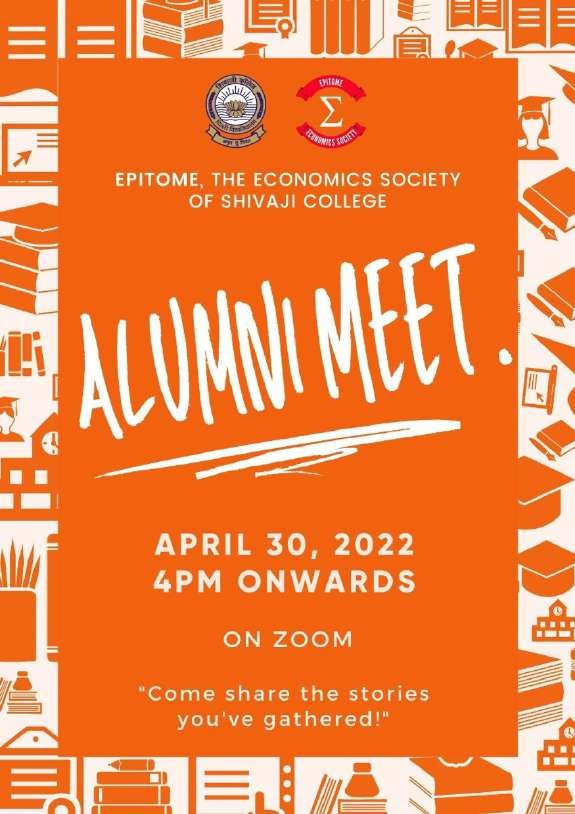 EPITOME
Σ
ECONOMICS SOCIETY
EPITOME, THE ECONOMICS SOCIETY
OF SHIVAJI COLLEGE
ALUMNI MEET.
APRIL 30, 2022
4PM ONWARDS
ON ZOOM
"Come share the stories
you've gathered!"